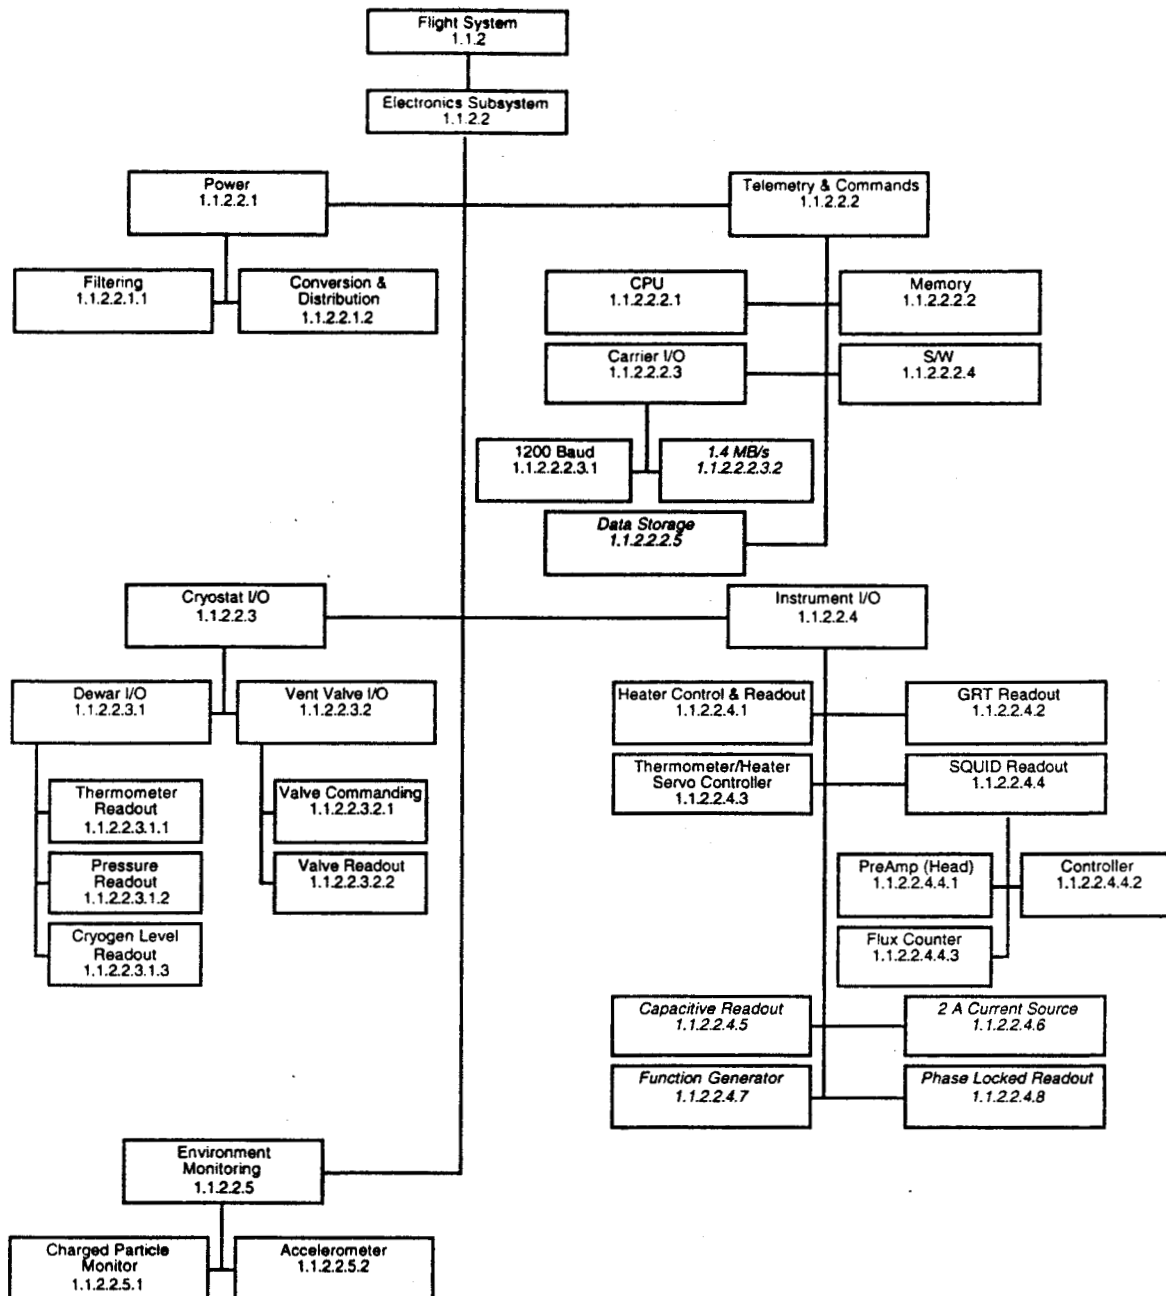 Flight System
1.1.2
Electronics Subsystem
1.1.2.2
Power
1.1.2.2.1
Telemetry & Commands
1.1.2.2.2
Filtering
1.1.2.2.1.1
Conversion &
Distribution
1.1.2.2.1.2
CPU
1.1.2.2.2.1
Memory
1.1.2.2.2.2
Carrier I/O
1.1.2.2.2.3
S/W
1.1.2.2.2.4
1200 Baud
1.1.2.2.2.3.1
1.4 MB/s
1.1.2.2.2.3.2
Data Storage
1.1.2.2.2.5
Cryostat I/O
1.1.2.2.3
Instrument I/O
1.1.2.2.4
Dewar I/O
1.1.2.2.3.1
Vent Valve I/O
1.1.2.2.3.2
Heater Control & Readout
1.1.2.2.4.1
GRT Readout
1.1.2.2.4.2
Thermometer
Readout
1.1.2.2.3.1.1
Valve Commanding
1.1.2.2.3.2.1
Thermometer/Heater
Servo Controller
1.1.2.2.4.3
SQUID Readout
1.1.2.2.4.4
Pressure
Readout
1.1.2.2.3.1.2
Valve Readout
1.1.2.2.3.2.2
PreAmp (Head)
1.1.2.2.4.4.1
Controller
1.1.2.2.4.4.2
Cryogen Level
Readout
1.1.2.2.3.1.3
Flux Counter
1.1.2.2.4.4.3
Capacitive Readout
1.1.2.2.4.5
2 A Current Source
1.1.2.2.4.6
Function Generator
1.1.2.2.4.7
Phase Locked Readout
1.1.2.2.4.8
Environment
Monitoring
1.1.2.2.5
Charged Particle
Monitor
1.1.2.2.5.1
Accelerometer
1.1.2.2.5.2